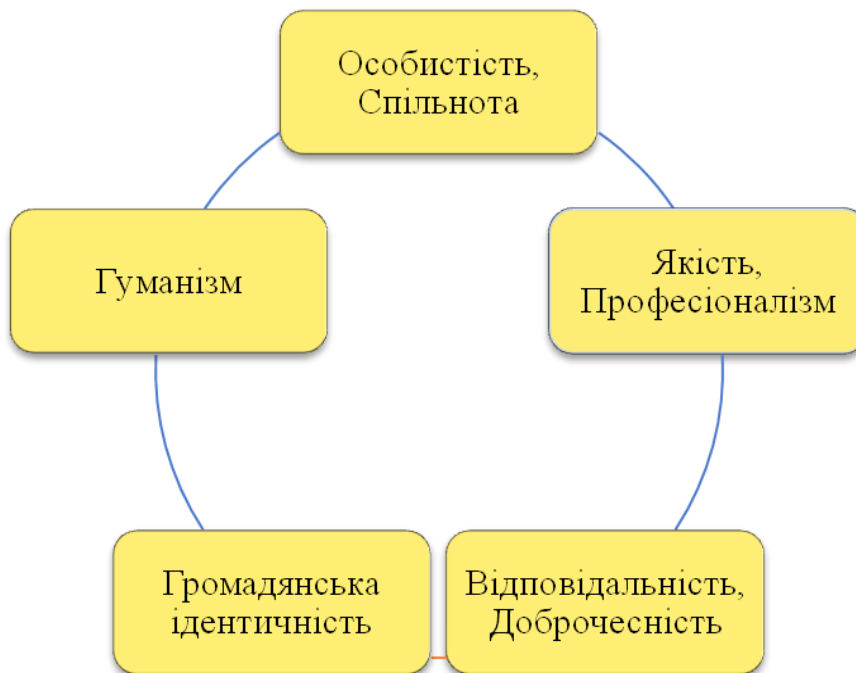 Особистість,
Спільнота
Гуманізм
Якість,
Професіоналізм
Громадянська
ідентичність
Відповідальність,
Доброчесність